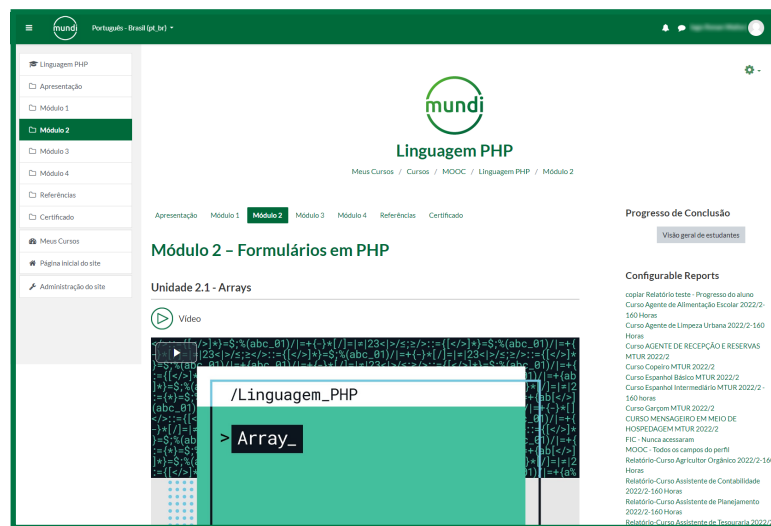 mundi
Português - Brasil (pt_br)
Linguagem PHP
Apresentação
Módulo 1
Módulo 2
Módulo 3
Módulo 4
Referências
Certificado
Meus Cursos
Página inicial do site
Administração do site
mundi
Linguagem PHP
Meus Cursos / Cursos / MOOC / Linguagem PHP / Módulo 2
Apresentação Módulo 1 Módulo 2 Módulo 3 Módulo 4 Referências Certificado
Módulo 2 – Formulários em PHP
Unidade 2.1 - Arrays
Vídeo
/Linguagem_PHP
> Array_
Progresso de Conclusão
Visão geral de estudantes
Configurable Reports
copiar Relatório teste - Progresso do aluno
Curso Agente de Alimentação Escolar 2022/2-
160 Horas
Curso Agente de Limpeza Urbana 2022/2-160
Horas
Curso AGENTE DE RECEPÇÃO E RESERVAS
MTUR 2022/2
Curso Copeiro MTUR 2022/2
Curso Espanhol Básico MTUR 2022/2
Curso Espanhol Intermediário MTUR 2022/2 -
160 horas
Curso Garçom MTUR 2022/2
CURSO MENSAGEIRO EM MEIO DE
HOSPEDAGEM MTUR 2022/2
FIC - Nunca acessaram
MOOC - Todos os campos do perfil
Relatório-Curso Agricultor Orgânico 2022/2-160
Horas
Relatório-Curso Assistente de Contabilidade
2022/2-160 Horas
Relatório-Curso Assistente de Planejamento
2022/2-160 Horas
Relatório-Curso Assistente de Tesouraria 2022/2